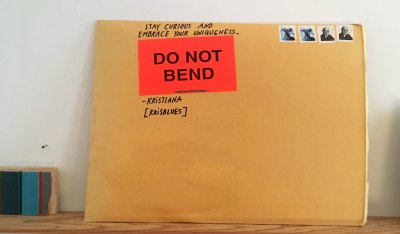 STAY CURIOUS AND
EMBRACE YOUR UNIQUENESS.
DO NOT
BEND
-KRISTIANA
[KRISBLUES]